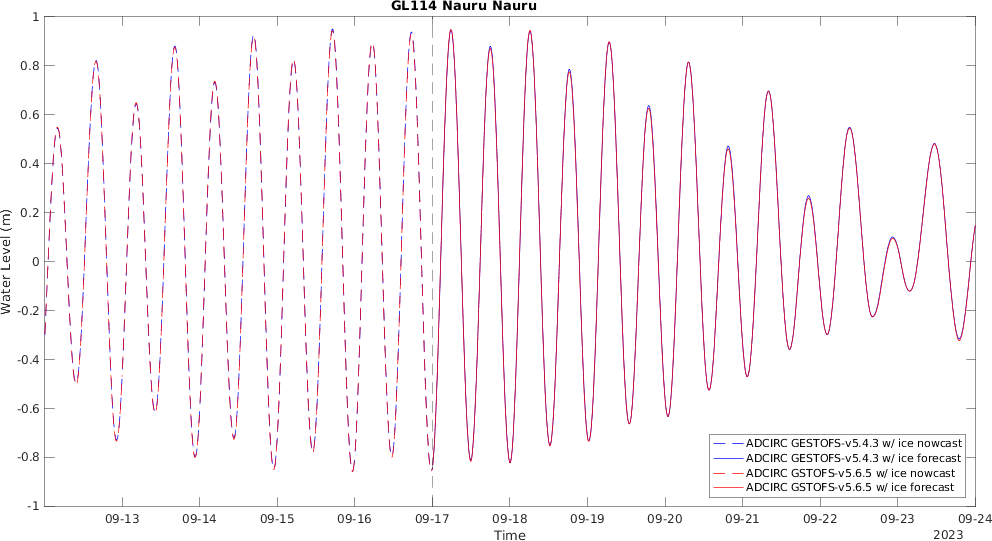 GL114 Nauru Nauru
1
0.8
0.6
0.4
0.2
0
-0.2
-0.4
-0.6
-0.8
-1
Water Level (m)
ADCIRC GESTOFS-v5.4.3 w/ ice nowcast
ADCIRC GESTOFS-v5.4.3 w/ ice forecast
ADCIRC GSTOFS-v5.6.5 w/ ice nowcast
ADCIRC GSTOFS-v5.6.5 w/ ice forecast
09-13 09-14 09-15 09-16 09-17 09-18 09-19 09-20 09-21 09-22 09-23 09-24
Time
2023